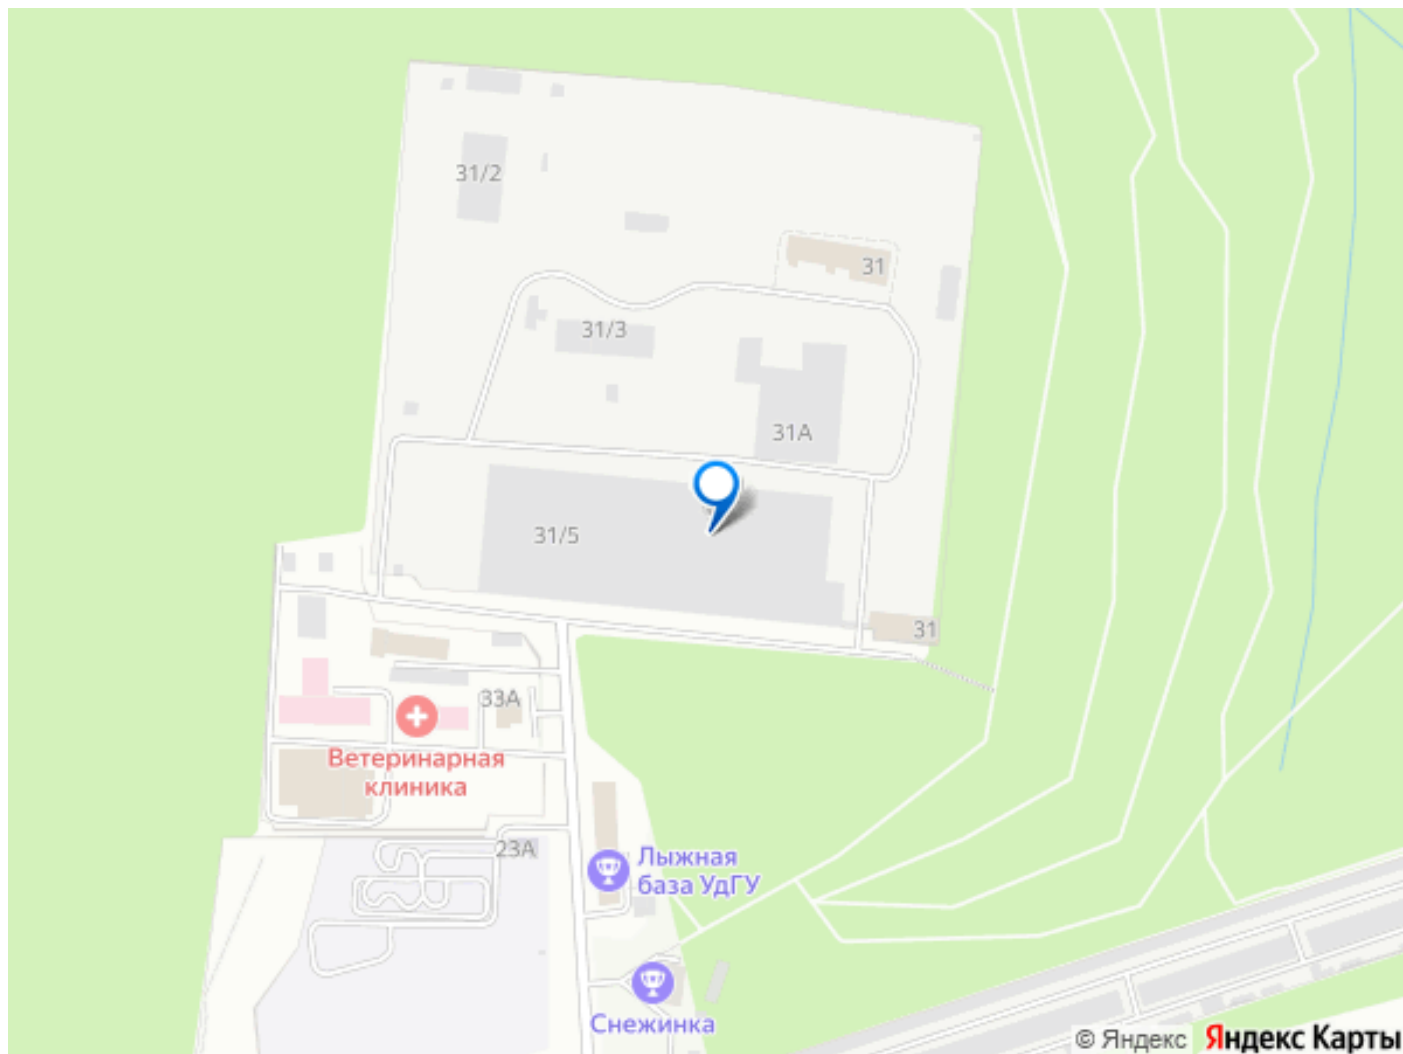 31/2
31
31/3
31А
31/5
31
33А
Ветеринарная
клиника
23А
Лыжная
база УдГУ
Снежинка
© Яндекс Яндекс Карты